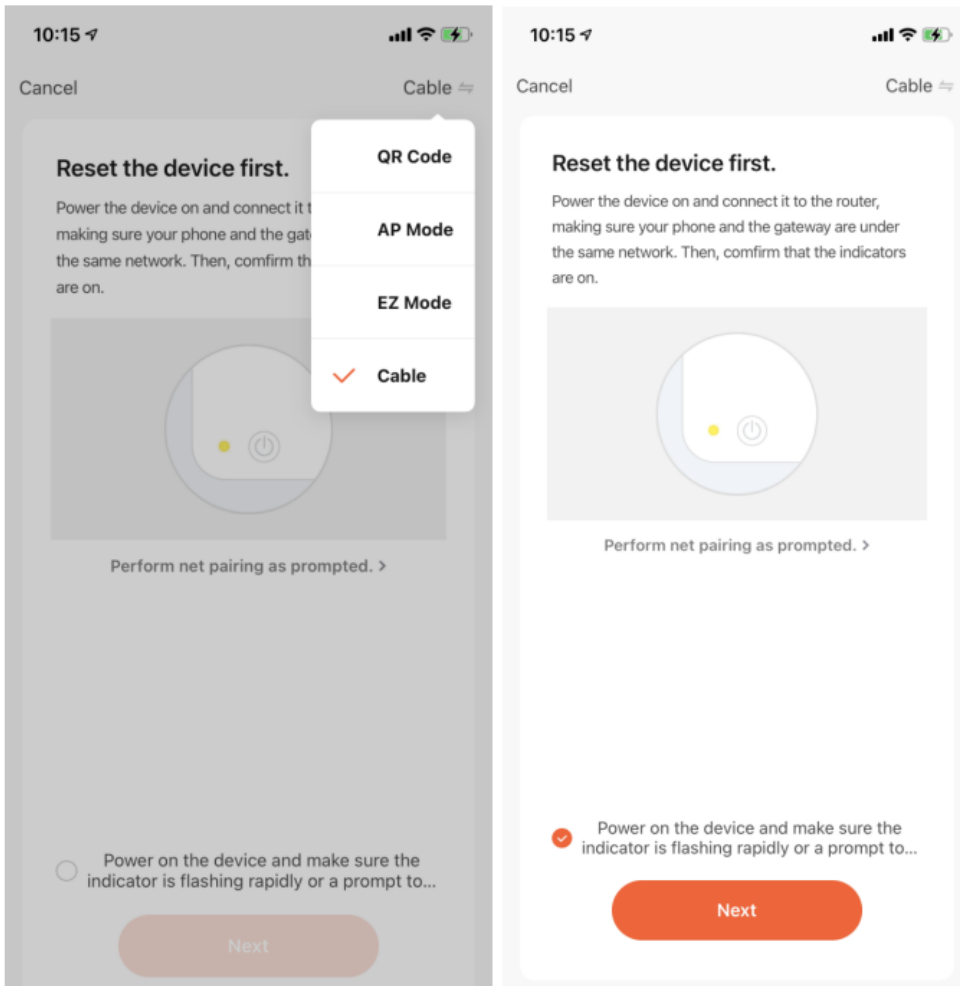 10:15
Cancel
Cable
QR Code
AP Mode
EZ Mode
Cable
Reset the device first.
Power the device on and connect it t
making sure your phone and the gat
the same network. Then, comfirm th
are on.
Perform net pairing as prompted. >
Power on the device and make sure the
indicator is flashing rapidly or a prompt to...
Next
10:15
Cancel
Cable
Reset the device first.
Power the device on and connect it to the router,
making sure your phone and the gateway are under
the same network. Then, comfirm that the indicators
are on.
Perform net pairing as prompted. >
Power on the device and make sure the
indicator is flashing rapidly or a prompt to...
Next